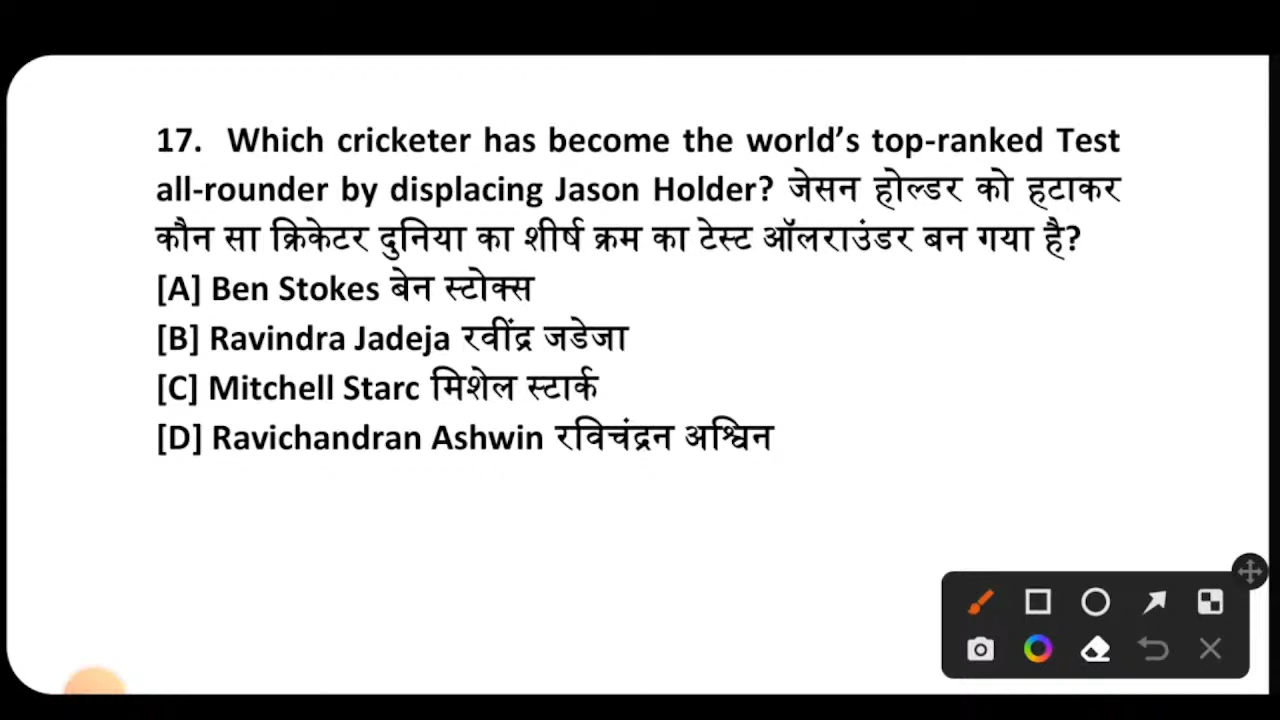 17. Which cricketer has become the world’s top-ranked Test
all-rounder by displacing Jason Holder? जेसन होल्डर को हटाकर
कौन सा क्रिकेटर दुनिया का शीर्ष क्रम का टेस्ट ऑलराउंडर बन गया है?
[A] Ben Stokes बेन स्टोक्स
[B] Ravindra Jadeja रवींद्र जडेजा
[C] Mitchell Starc मिशेल स्टार्क
[D] Ravichandran Ashwin रविचंद्रन अश्विन